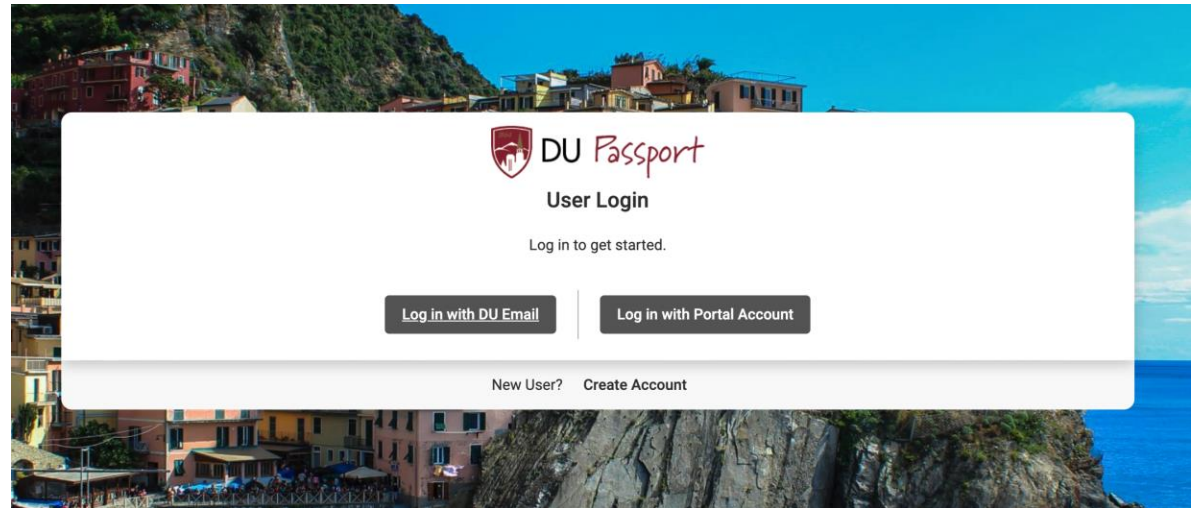 DU Passport
User Login
Log in to get started.
Log in with DU Email
Log in with Portal Account
New User? Create Account